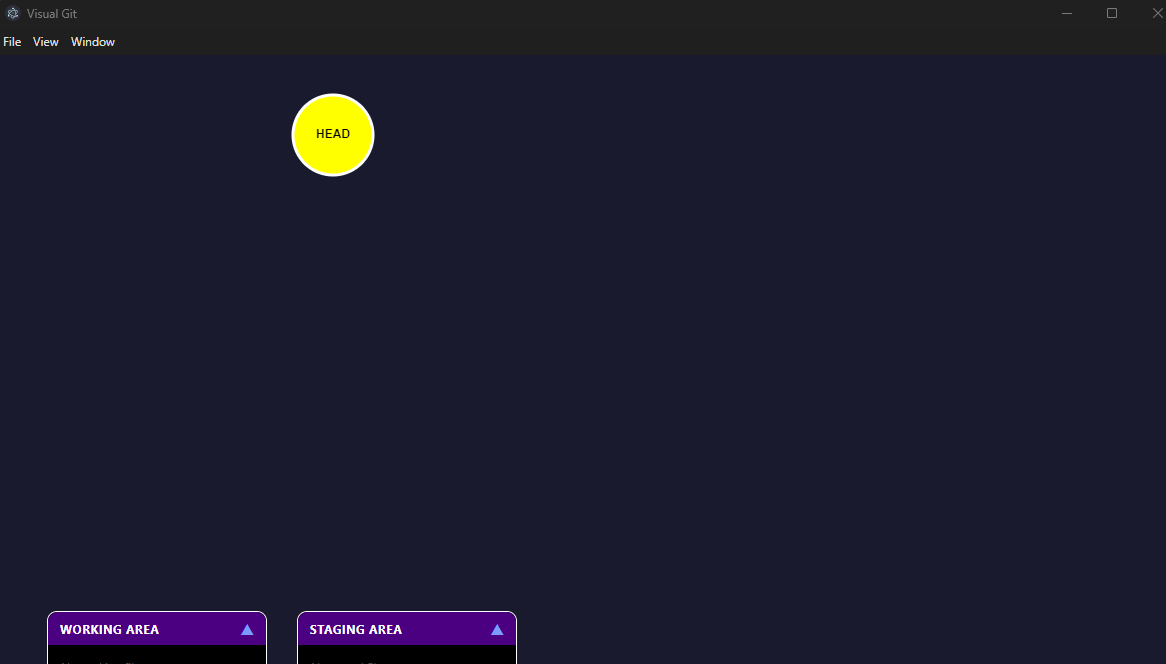 Visual Git
File View Window
HEAD
WORKING AREA
STAGING AREA